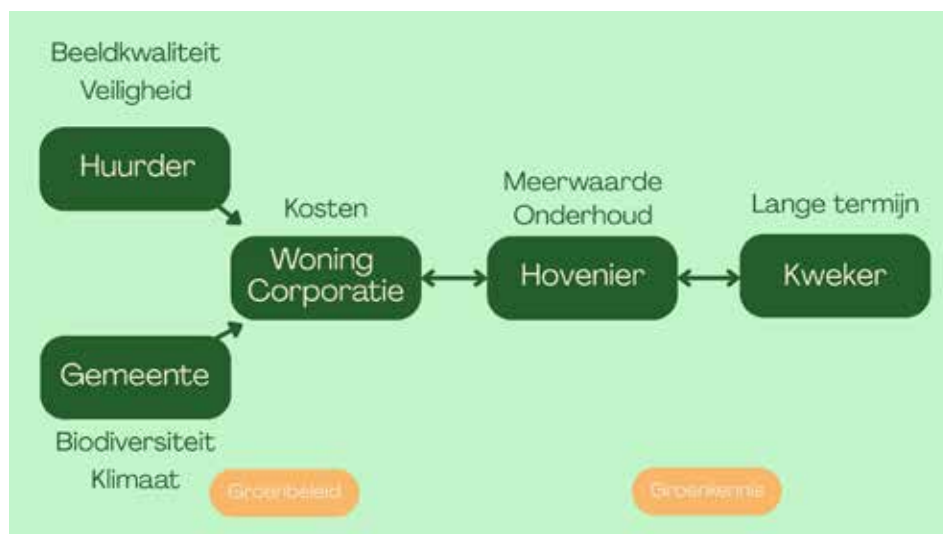 Beeldkwaliteit
Veiligheid
Huurder
Kosten
Woning
Corporatie
Gemeente
Biodiversiteit
Klimaat
Meerwaarde
Onderhoud
Hovenier
Lange termijn
Kweker
Groenbeleid
Groenkennis